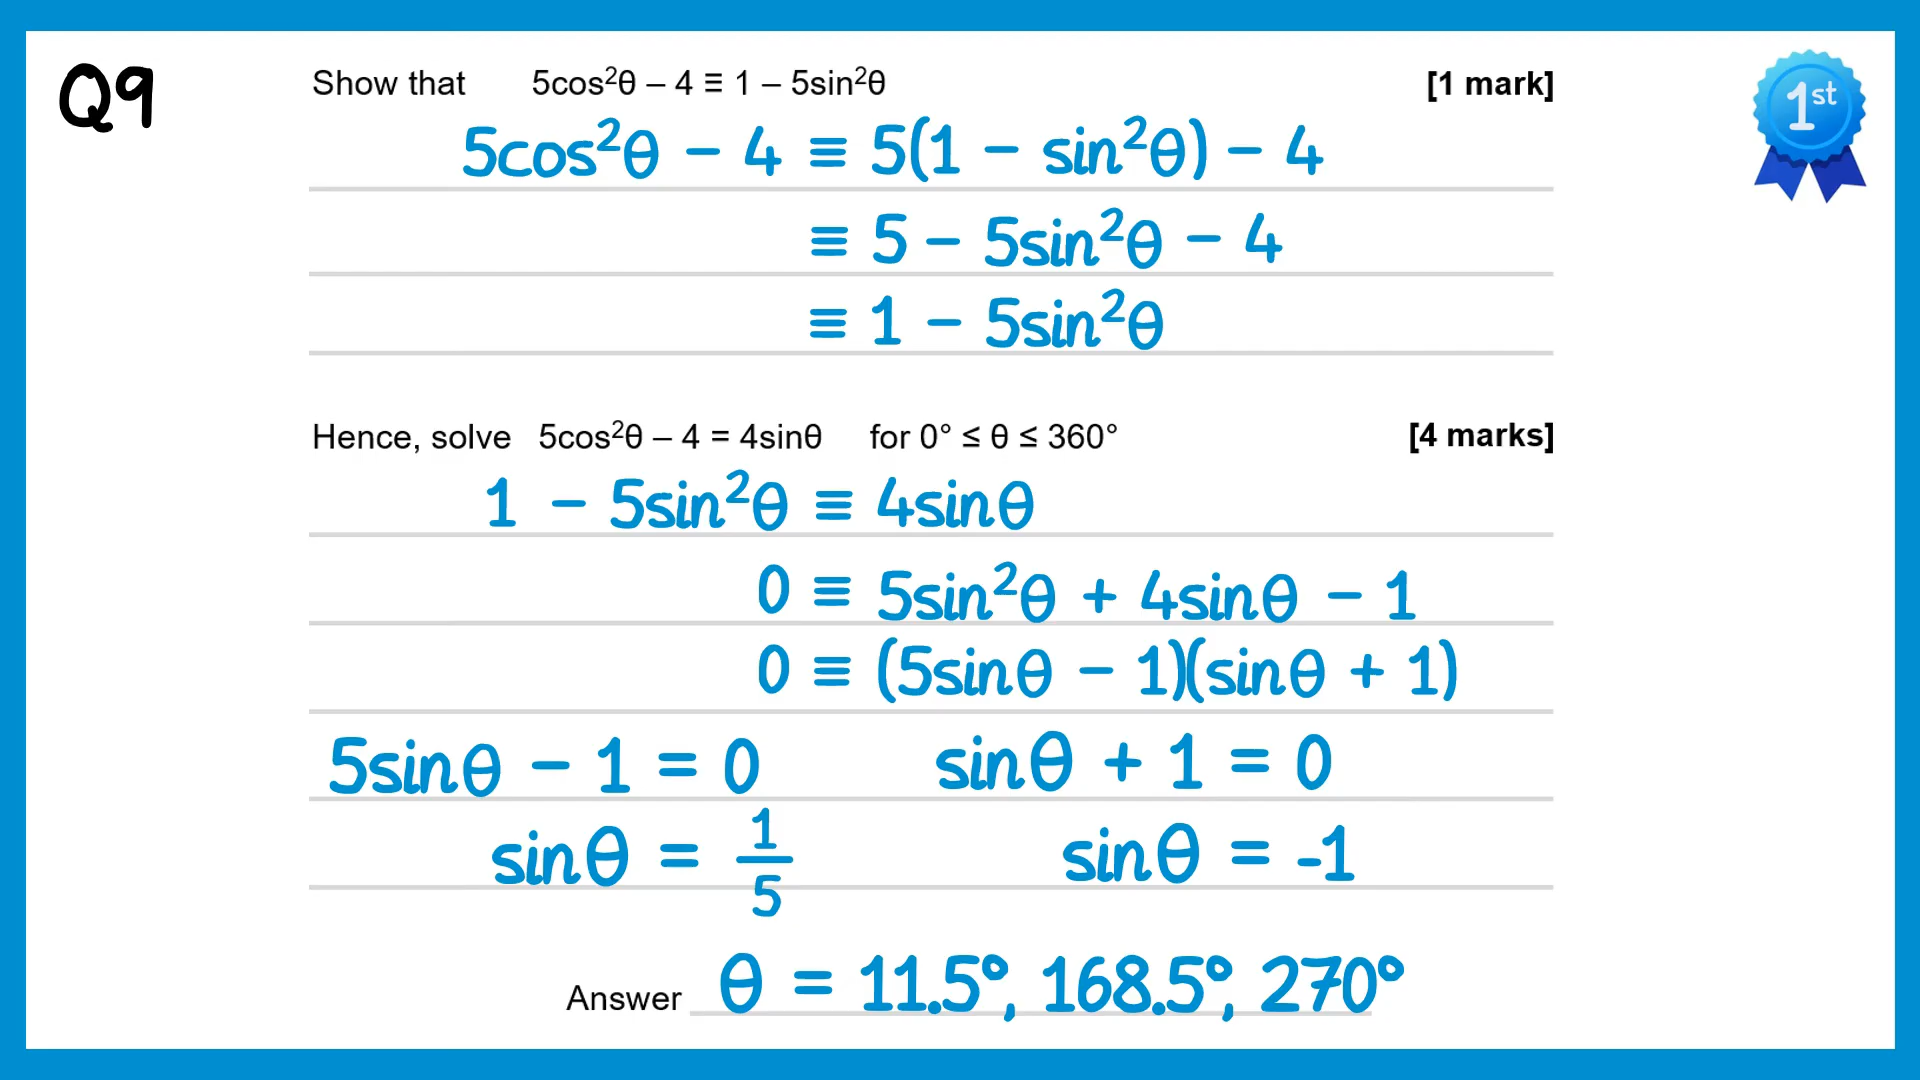 Q9
Show that 5cos²θ – 4 ≡ 1 – 5sin²θ [1 mark]
1st
5cos²θ – 4 ≡ 5(1 – sin²θ) – 4
≡ 5 – 5sin²θ – 4
≡ 1 – 5sin²θ
Hence, solve 5cos²θ – 4 = 4sinθ for 0° ≤ θ ≤ 360° [4 marks]
1 – 5sin²θ ≡ 4sinθ
0 ≡ 5sin²θ + 4sinθ – 1
0 ≡ (5sinθ – 1)(sinθ + 1)
5sinθ – 1 = 0 sinθ + 1 = 0
sinθ = 1/5 sinθ = -1
Answer θ = 11.5°, 168.5°, 270°